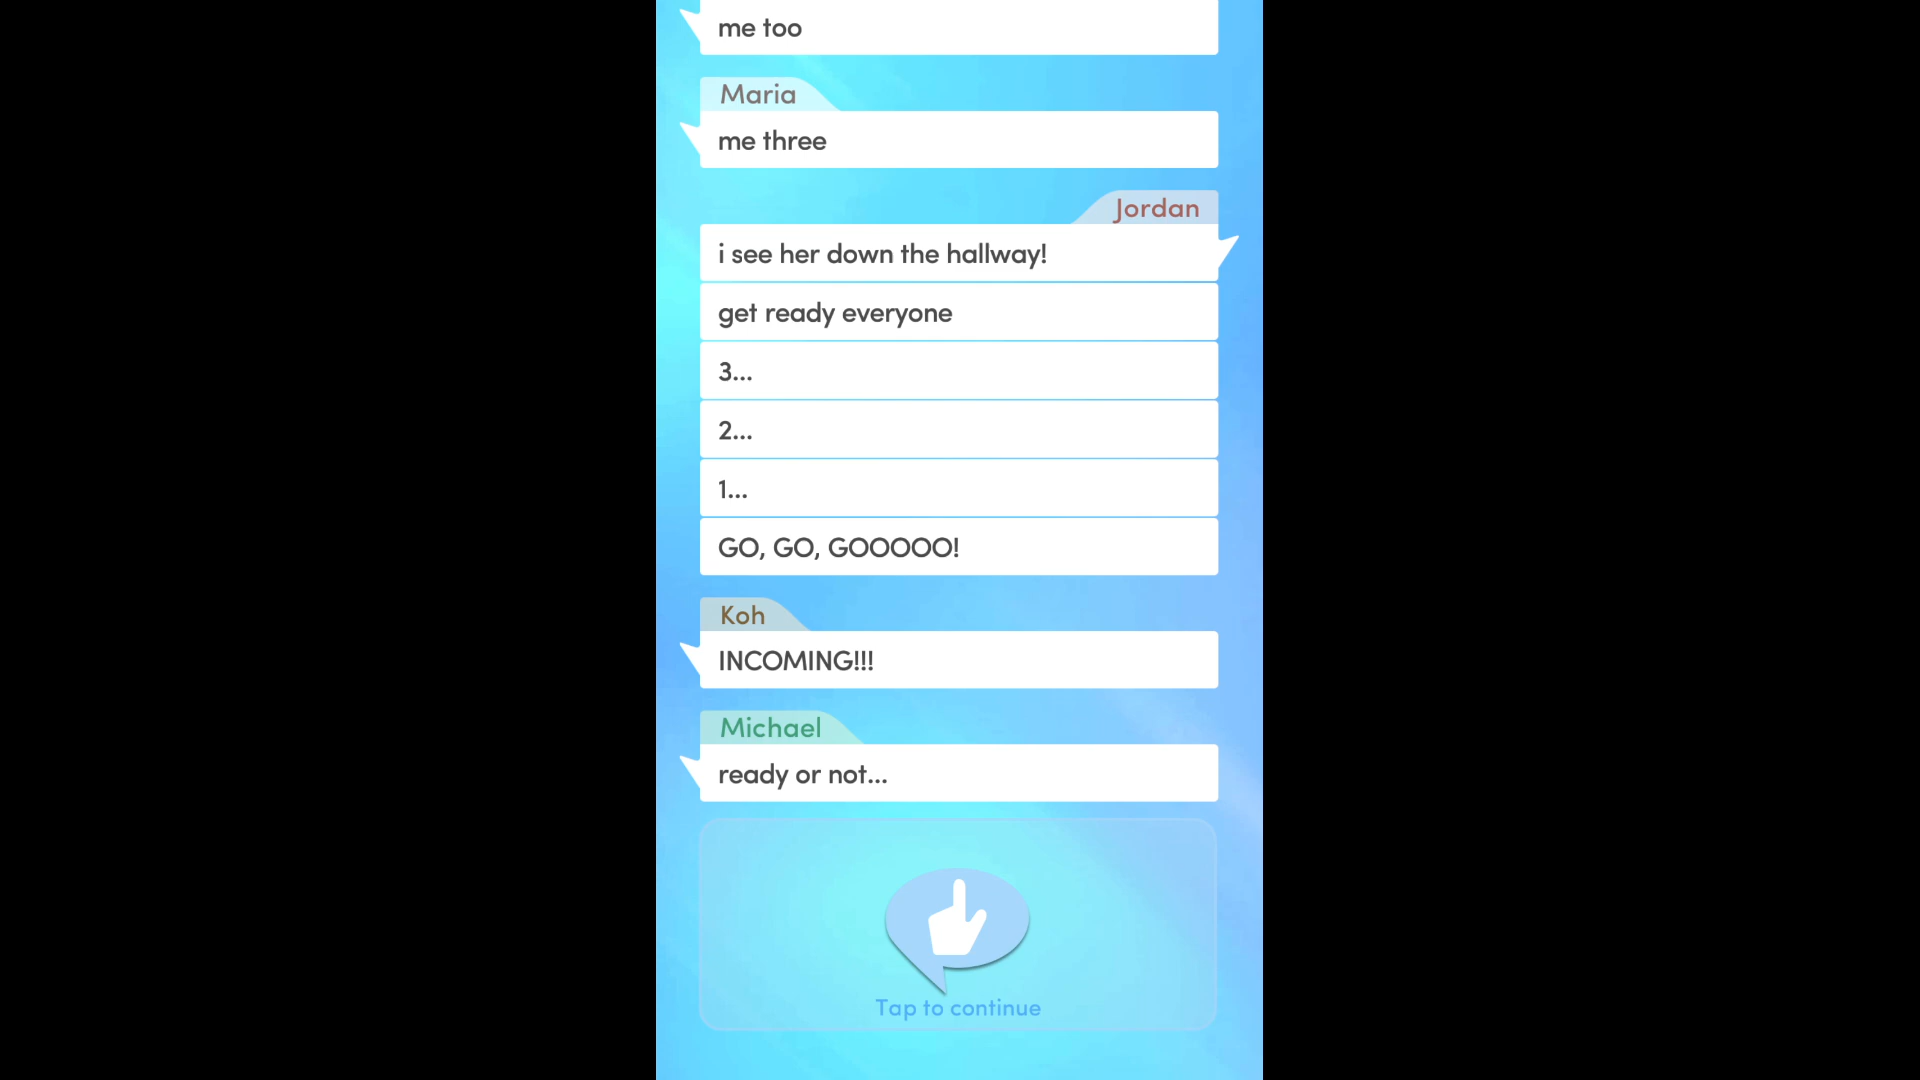 me too
Maria
me three
Jordan
i see her down the hallway!
get ready everyone
3...
2...
1...
GO, GO, GOOOOO!
Koh
INCOMING!!!
Michael
ready or not...
Tap to continue